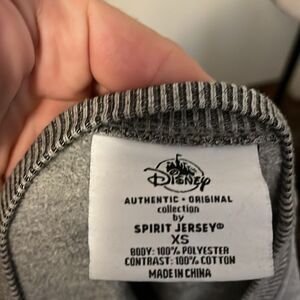 Disney
AUTHENTIC • ORIGINAL
collection
by
SPIRIT JERSEY®
XS
BODY: 100% POLYESTER
CONTRAST: 100% COTTON
MADE IN CHINA